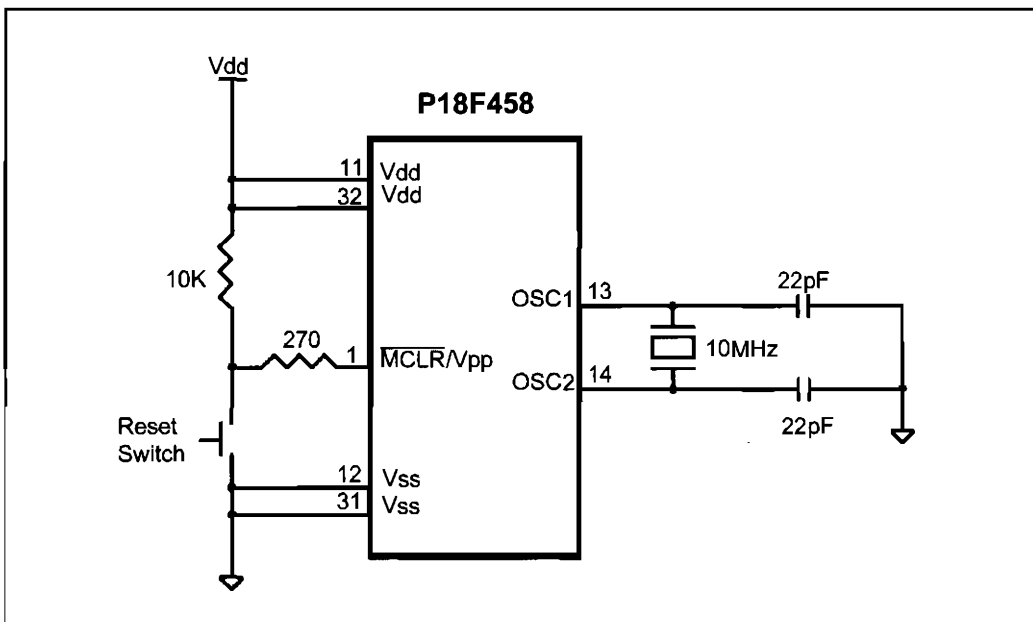 Vdd
P18F458
11
Vdd
32
Vdd
10K
270
1
MCLR/Vpp
OSC1
13
22pF
10MHz
OSC2
14
22pF
Reset
Switch
12
Vss
31
Vss